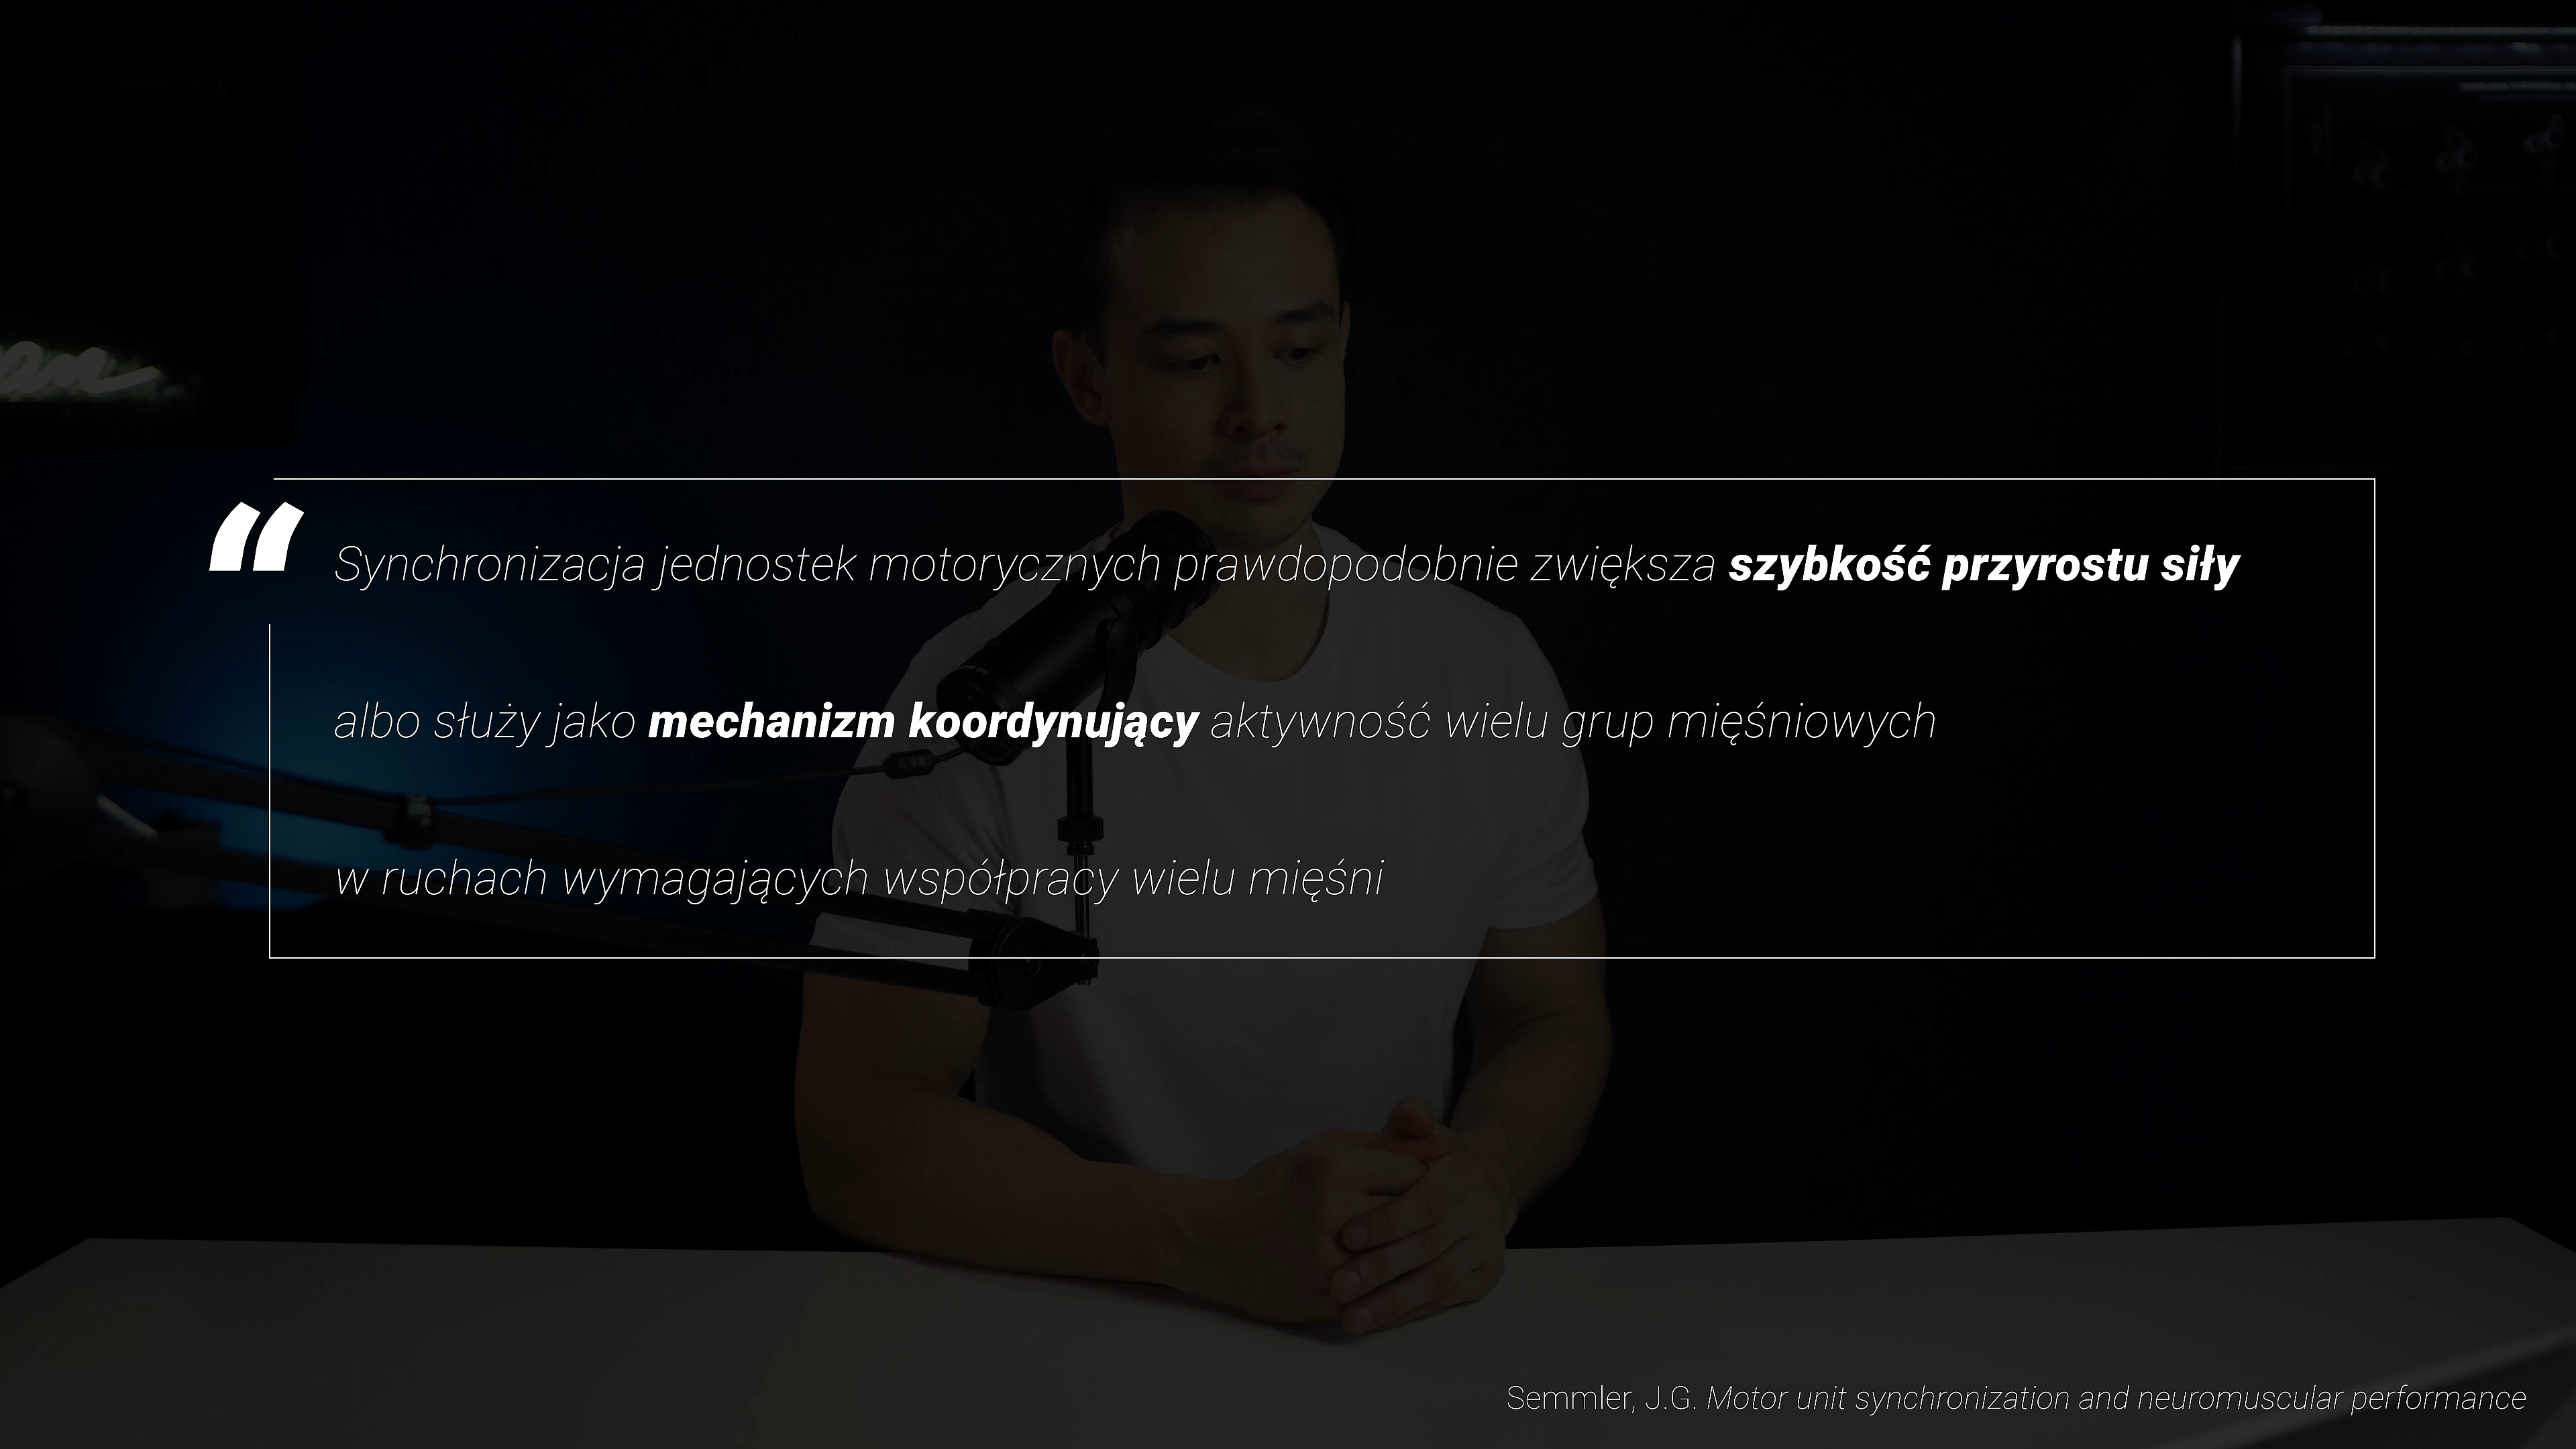 an
“ Synchronizacja jednostek motorycznych prawdopodobnie zwiększa szybkość przyrostu siły
albo służy jako mechanizm koordynujący aktywność wielu grup mięśniowych
w ruchach wymagających współpracy wielu mięśni
Semmler, J.G. Motor unit synchronization and neuromuscular performance